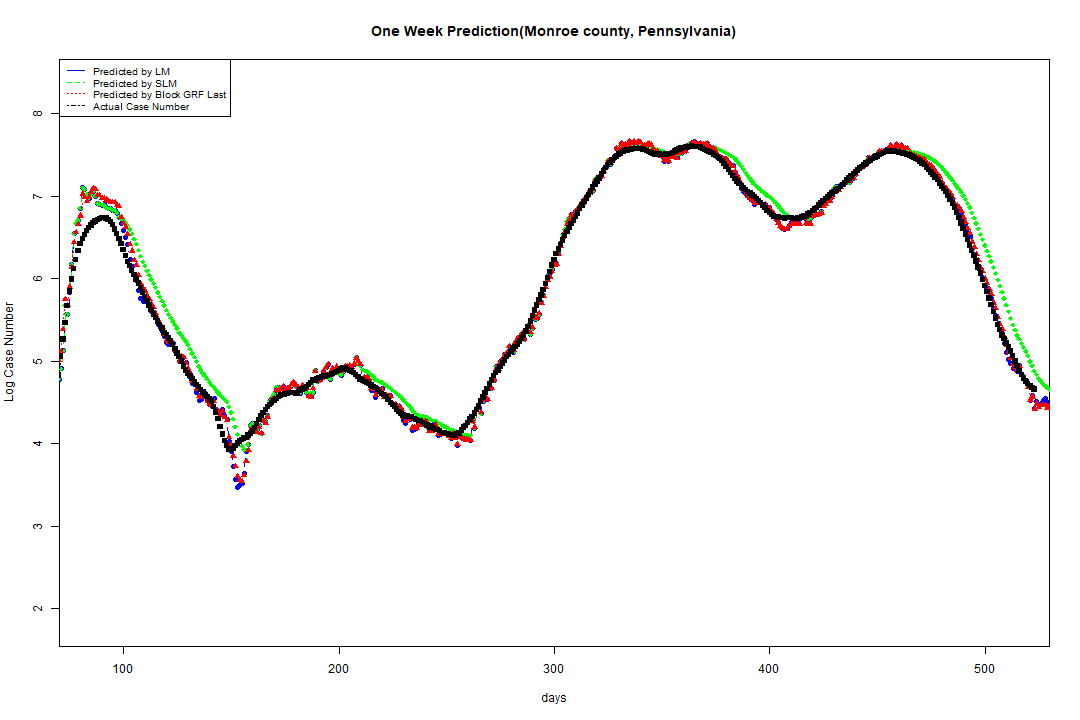 One Week Prediction(Monroe county, Pennsylvania)
Predicted by LM
Predicted by SLM
Predicted by Block GRF Last
Actual Case Number
Log Case Number
8
7
6
5
4
3
2
100 200 300 400 500
days